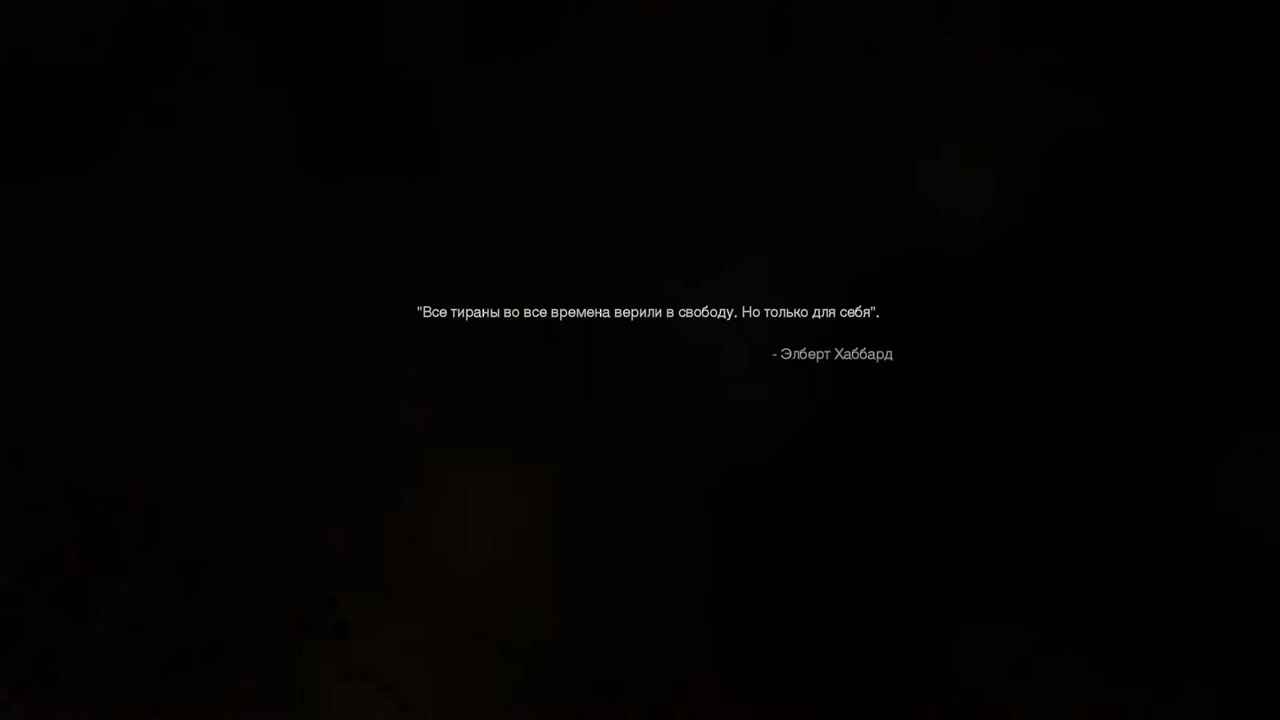 "Все тираны во все времена верили в свободу. Но только для себя".
- Элберт Хаббард